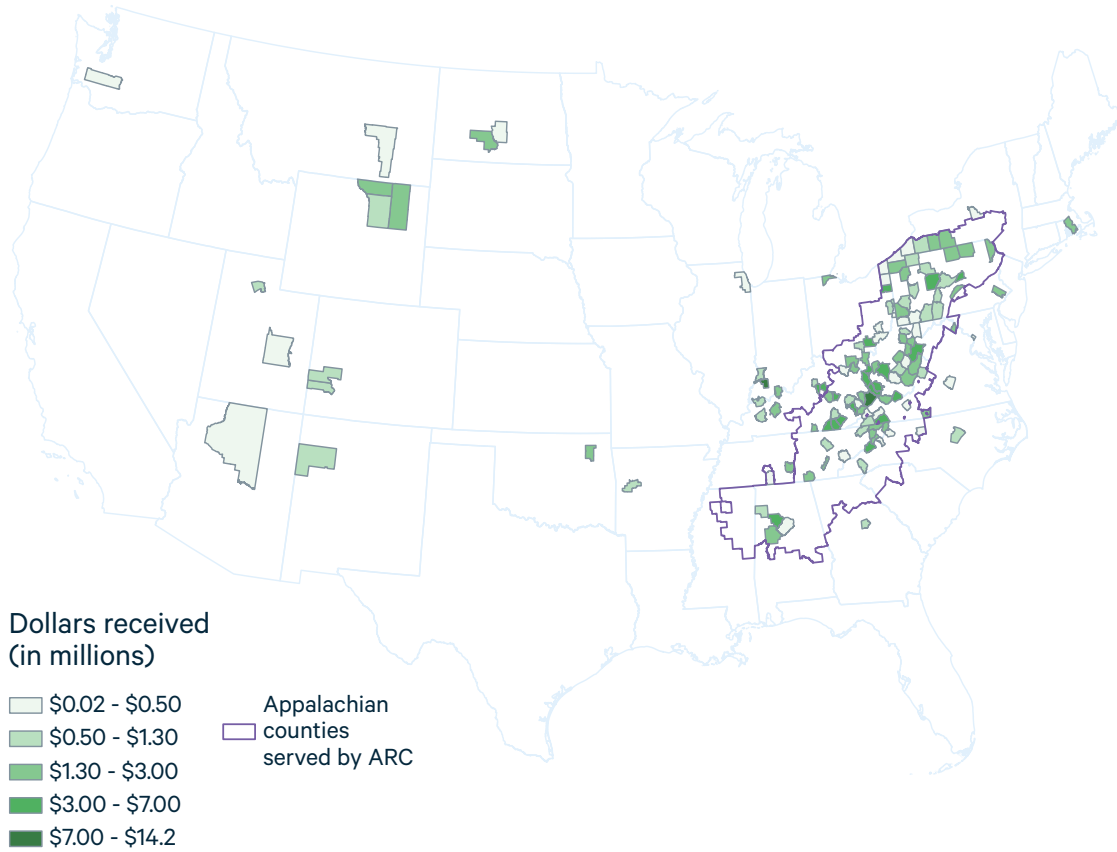 Dollars received
(in millions)
$0.02 - $0.50
$0.50 - $1.30
$1.30 - $3.00
$3.00 - $7.00
$7.00 - $14.2
Appalachian
counties
served by ARC